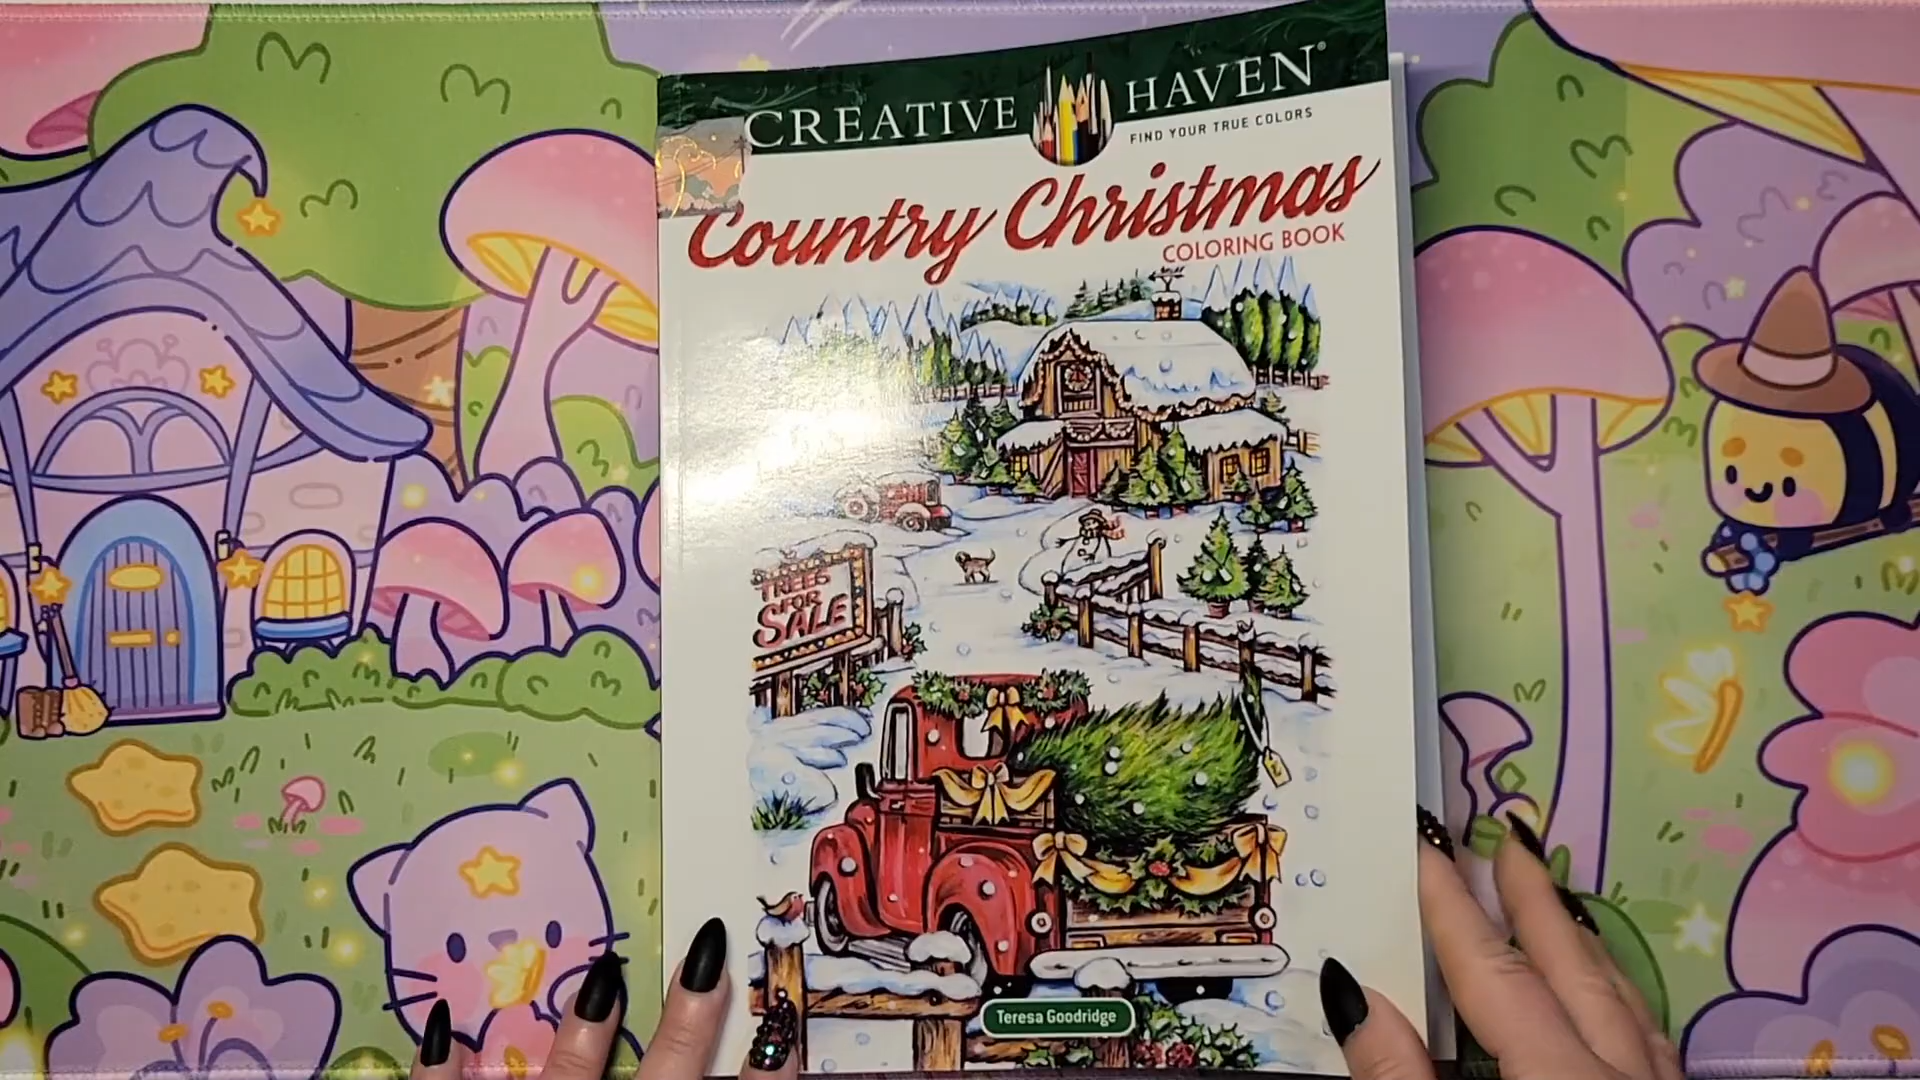 CREATIVE HAVEN®
FIND YOUR TRUE COLORS
Country Christmas
COLORING BOOK
TREES
FOR
SALE
Teresa Goodridge